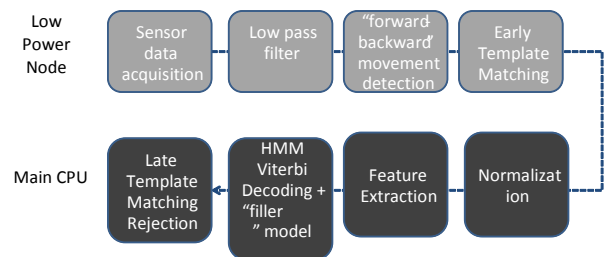 Low
Power
Node
Sensor
data
acquisition
Low pass
filter
“forward-
backward”
movement
detection
Early
Template
Matching
Main CPU
Late
Template
Matching
Rejection
HMM
Viterbi
Decoding +
“filler
” model
Feature
Extraction
Normalizat
ion